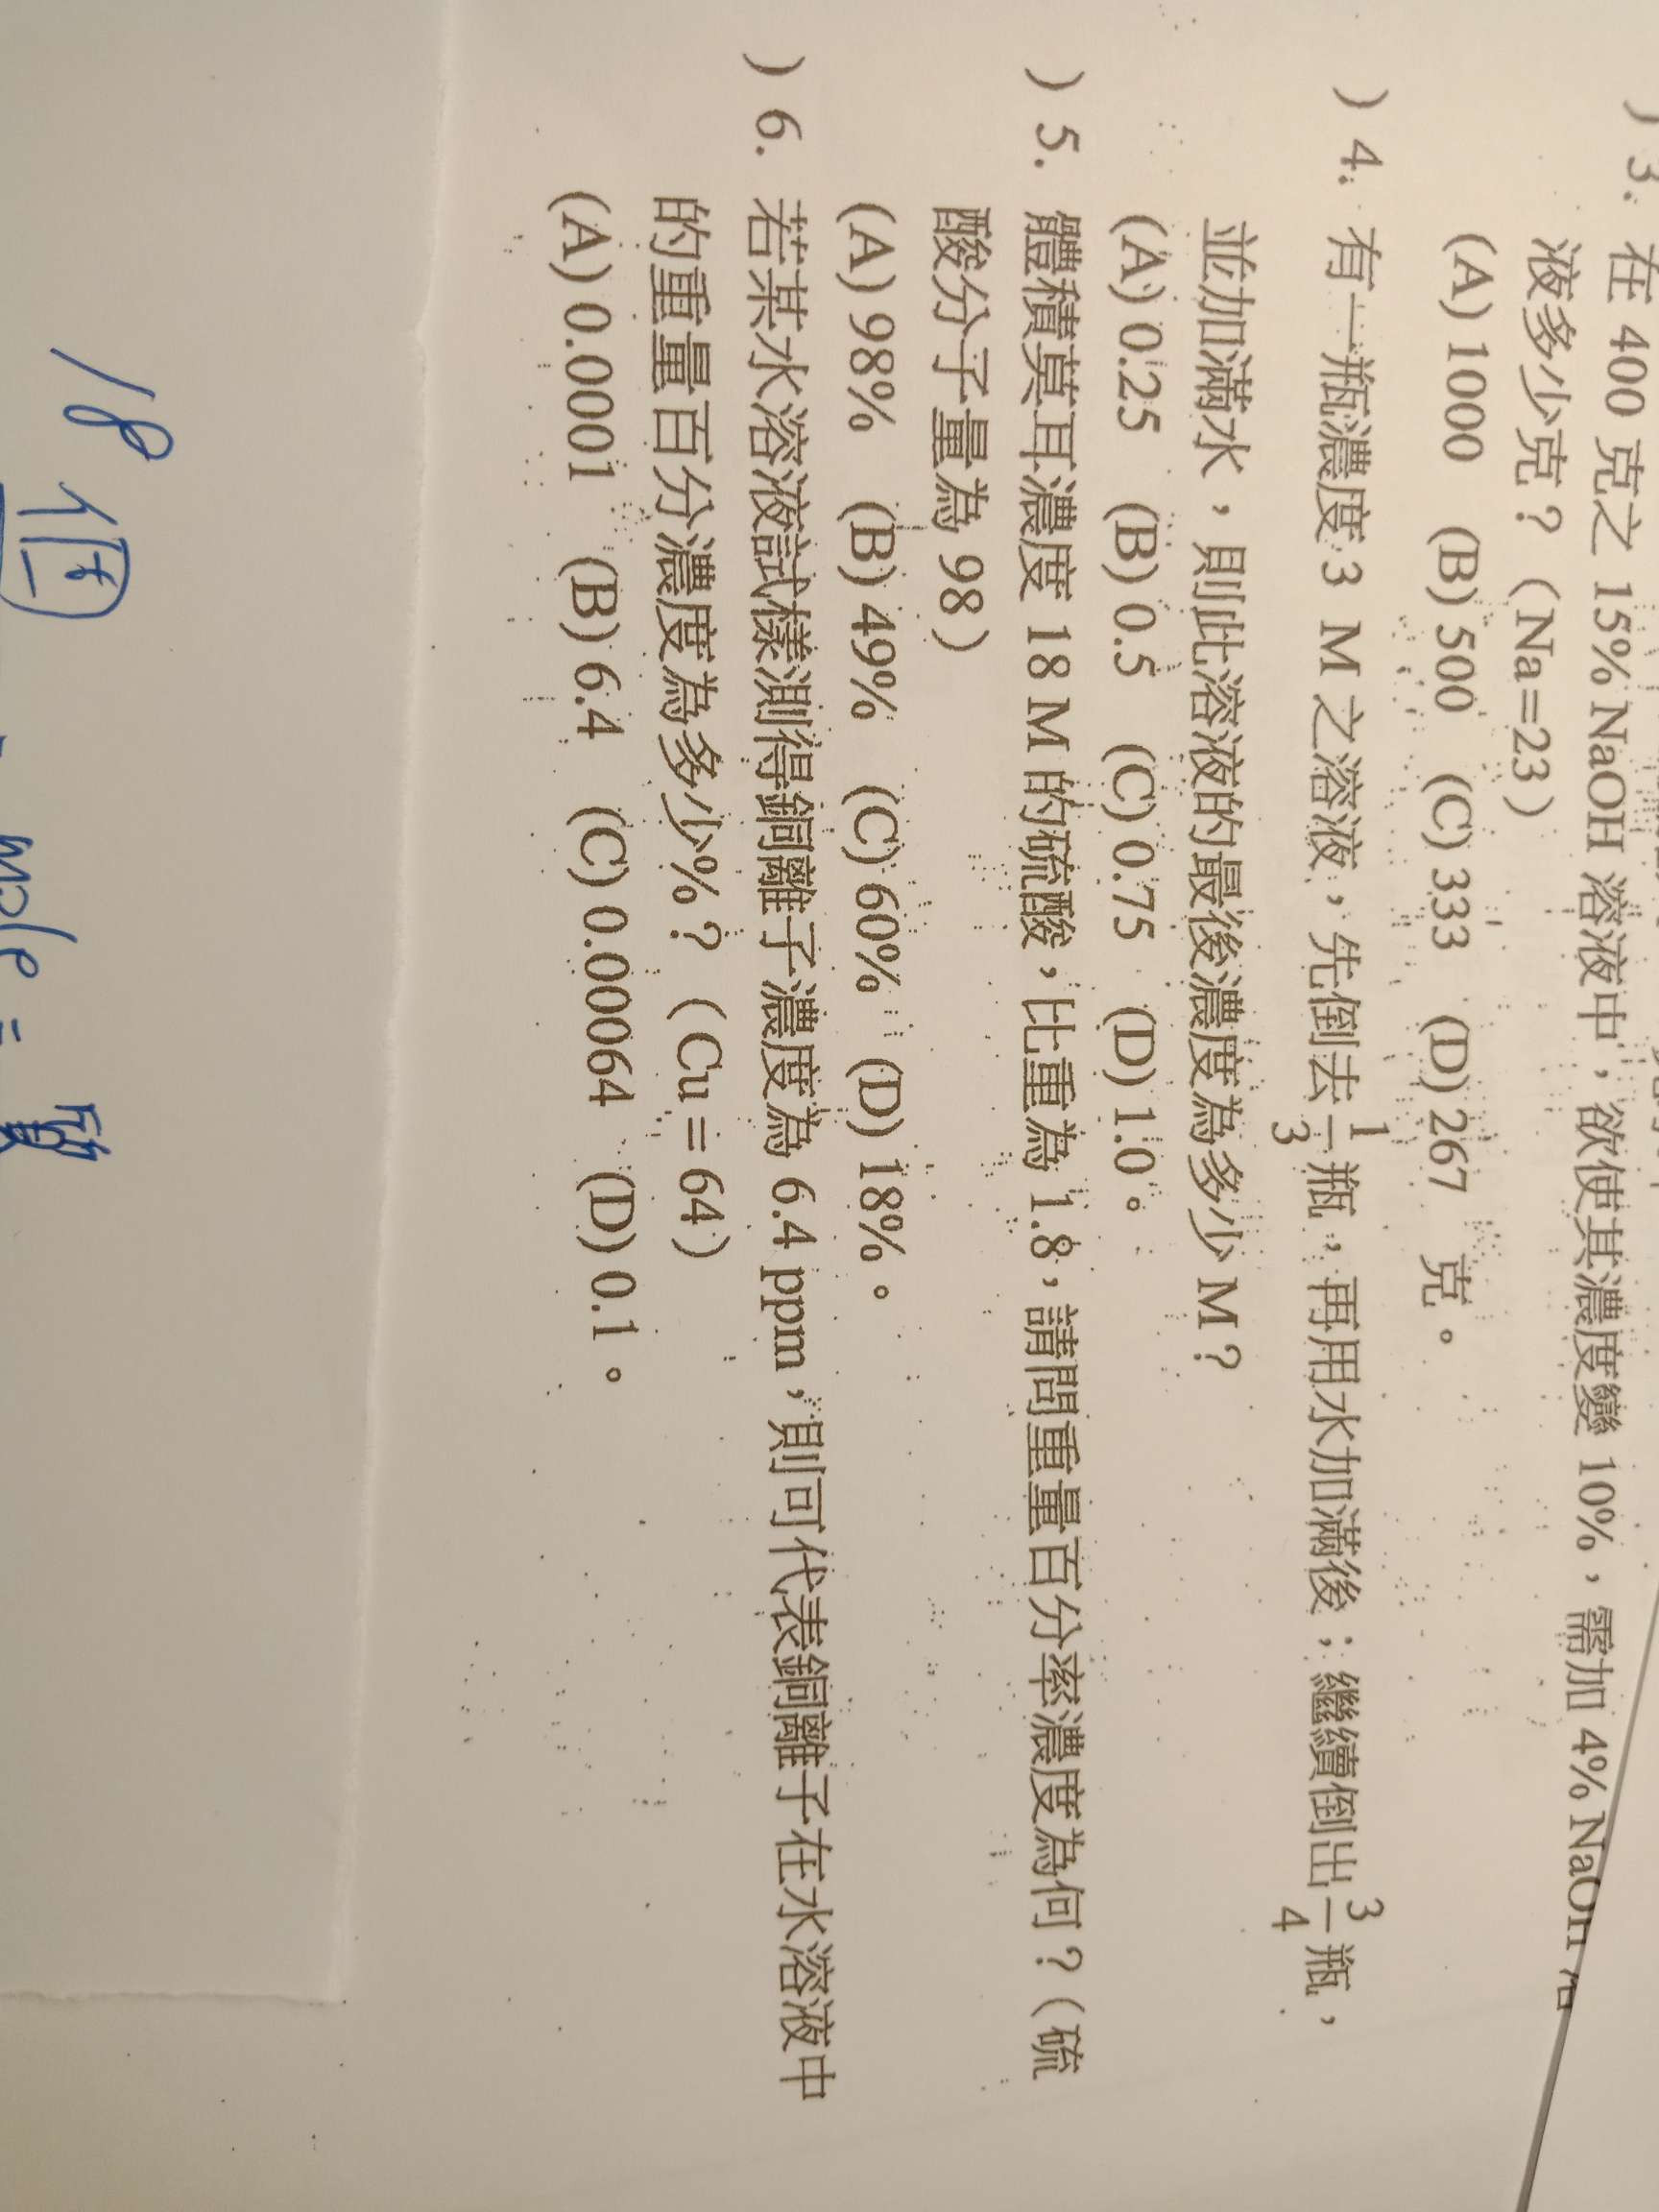 ) 3. 在 400 克之 15% NaOH 溶液中，欲使其濃度變 10%，需加 4% NaOH 溶
液多少克？（Na=23）
(A) 1000 (B) 500 (C) 333 (D) 267 克。
) 4. 有一瓶濃度 3 M 之溶液，先倒去 1/3 瓶，再用水加滿後；繼續倒出 3/4 瓶，
並加滿水，則此溶液的最後濃度為多少 M？
(A) 0.25 (B) 0.5 (C) 0.75 (D) 1.0。
) 5. 體積莫耳濃度 18 M 的硫酸，比重為 1.8，請問重量百分率濃度為何？（硫
酸分子量為 98）
(A) 98% (B) 49% (C) 60% (D) 18%。
) 6. 若某水溶液試樣測得銅離子濃度為 6.4 ppm，則可代表銅離子在水溶液中
的重量百分濃度為多少%？（Cu = 64）
(A) 0.0001 (B) 6.4 (C) 0.00064 (D) 0.1。
18 個
mole =